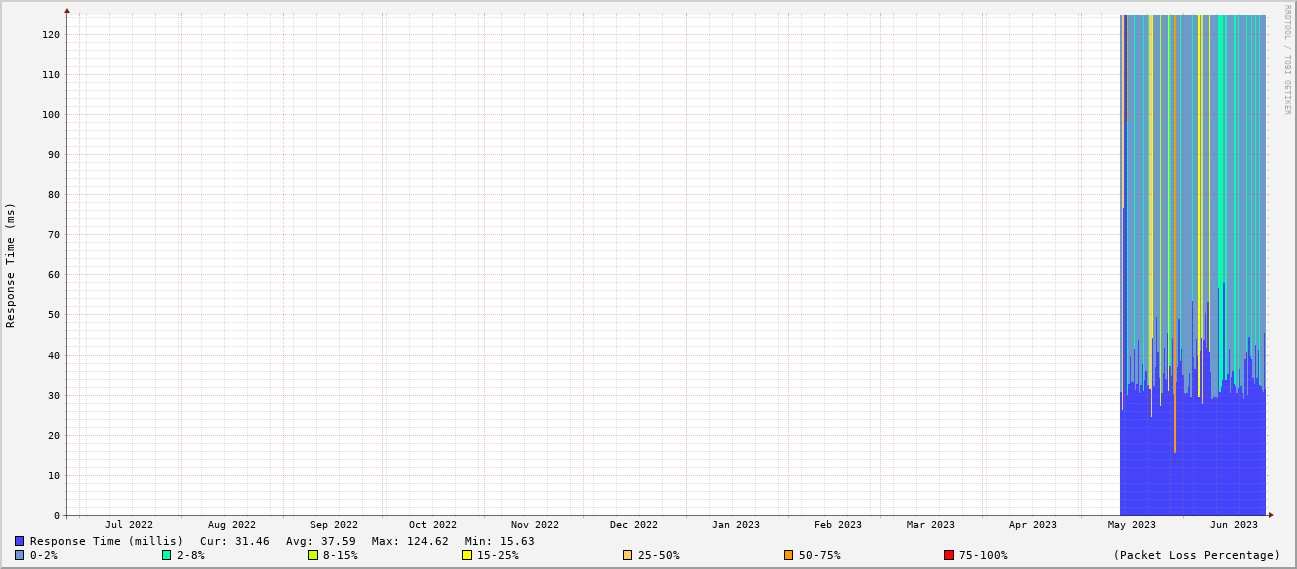 RRDTOOL / TOBI OETIKER
Response Time (ms)
120
110
100
90
80
70
60
50
40
30
20
10
0
Jul 2022 Aug 2022 Sep 2022 Oct 2022 Nov 2022 Dec 2022 Jan 2023 Feb 2023 Mar 2023 Apr 2023 May 2023 Jun 2023
Response Time (millis) Cur: 31.46 Avg: 37.59 Max: 124.62 Min: 15.63
0-2% 2-8% 8-15% 15-25% 25-50% 50-75% 75-100% (Packet Loss Percentage)